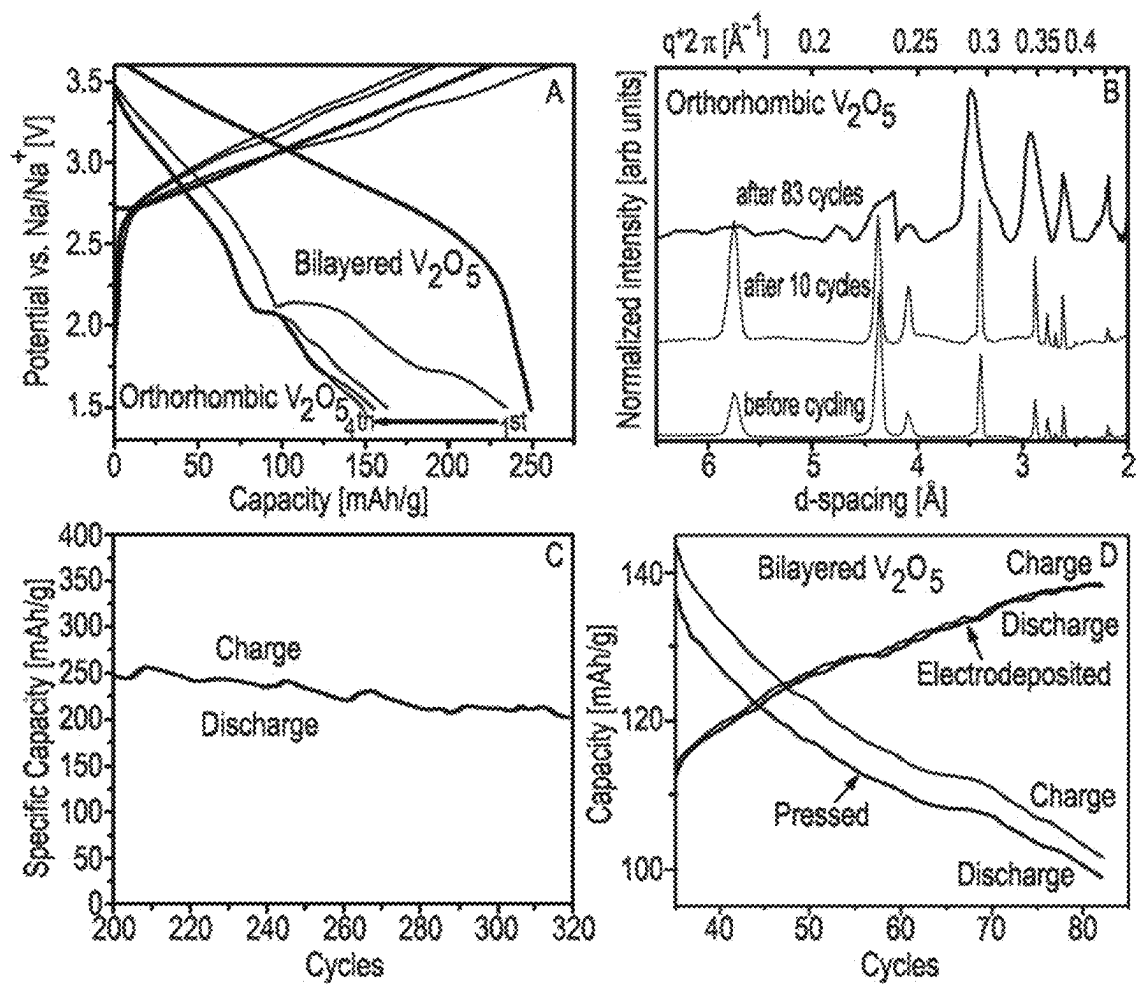 A
Potential vs. Na/Na⁺ [V]
3.5
3.0
2.5
2.0
1.5
Bilayered V₂O₅
Orthorhombic V₂O₅
4th
1st
0 50 100 150 200 250
Capacity [mAh/g]
q*2π [Å⁻¹] 0.2 0.25 0.3 0.35 0.4
B
Orthorhombic V₂O₅
Normalized intensity [arb units]
after 83 cycles
after 10 cycles
before cycling
6 5 4 3 2
d-spacing [Å]
C
Specific Capacity [mAh/g]
400
350
300
250
200
150
100
50
0
Charge
Discharge
200 220 240 260 280 300 320
Cycles
D
Bilayered V₂O₅
Capacity [mAh/g]
140
120
100
Charge
Discharge
Electrodeposited
Pressed
Charge
Discharge
40 50 60 70 80
Cycles